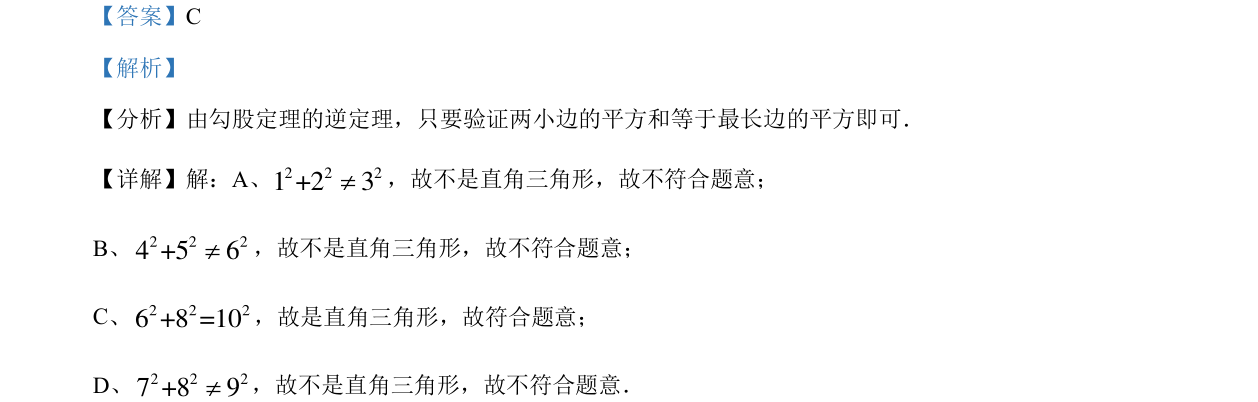 【答案】C
【解析】
【分析】由勾股定理的逆定理，只要验证两小边的平方和等于最长边的平方即可．
【详解】解：A、1²+2² ≠ 3²，故不是直角三角形，故不符合题意；
B、4²+5² ≠ 6²，故不是直角三角形，故不符合题意；
C、6²+8²=10²，故是直角三角形，故符合题意；
D、7²+8² ≠ 9²，故不是直角三角形，故不符合题意．